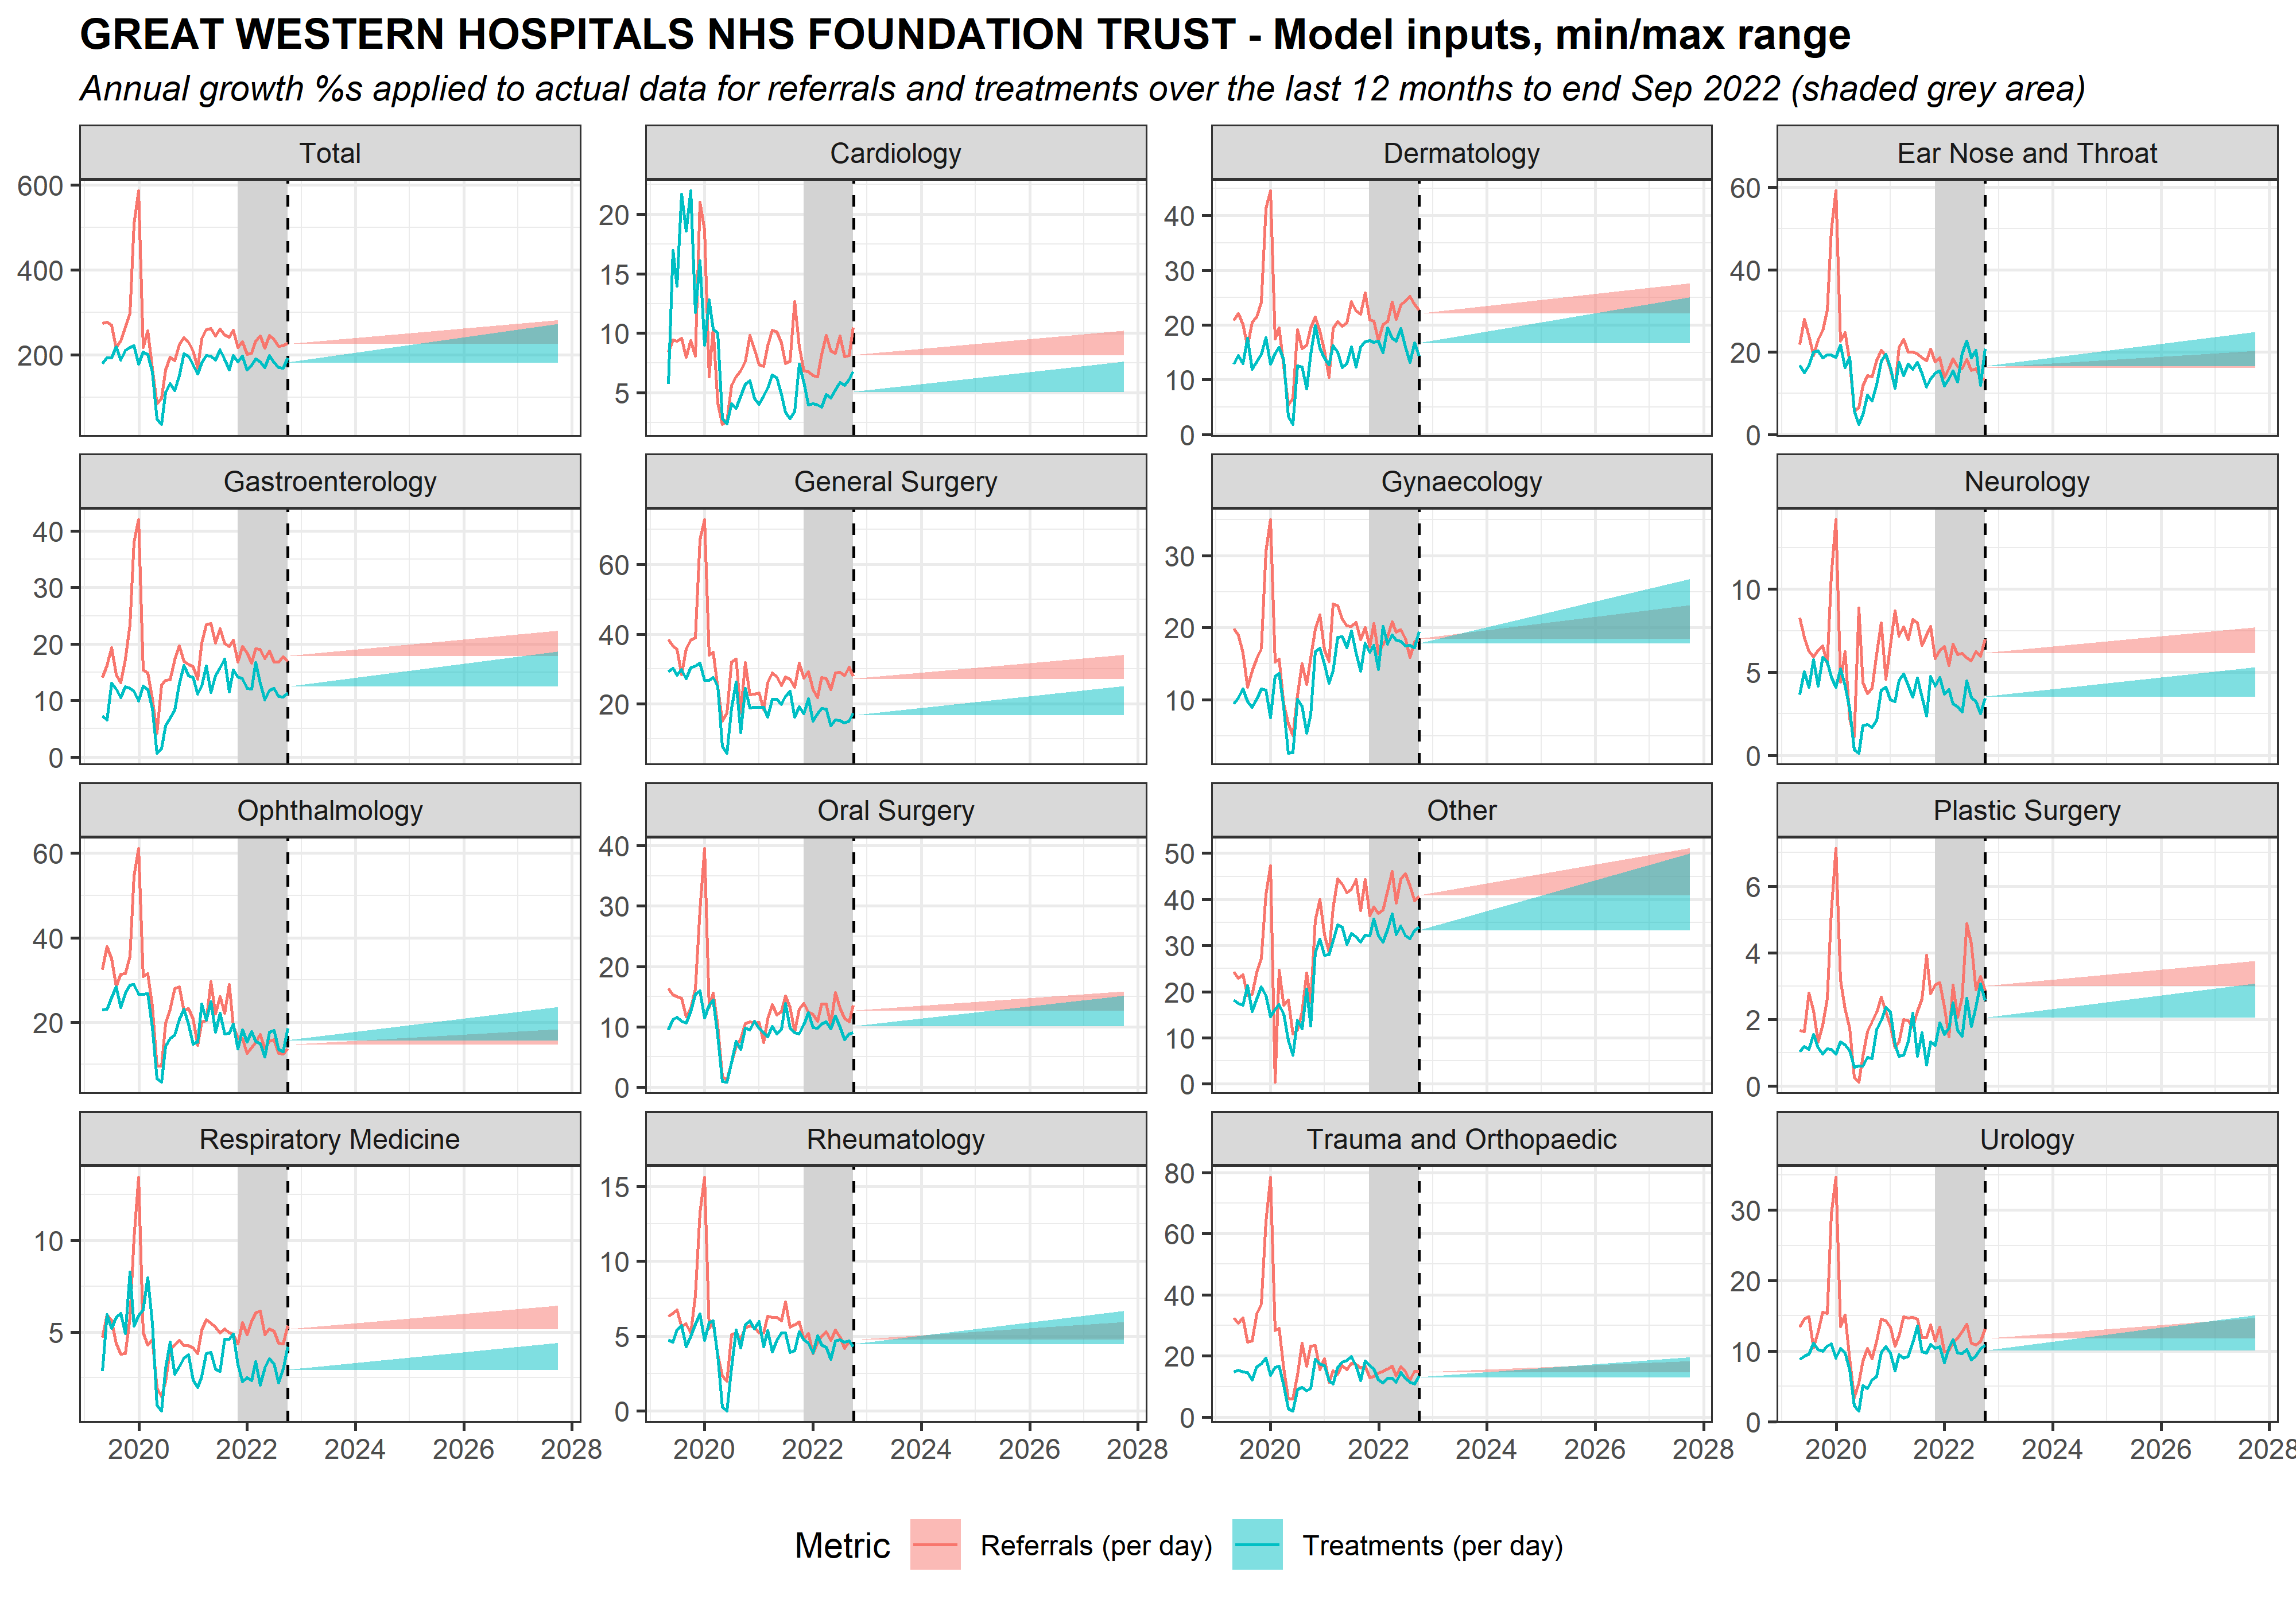 GREAT WESTERN HOSPITALS NHS FOUNDATION TRUST - Model inputs, min/max range
Annual growth %s applied to actual data for referrals and treatments over the last 12 months to end Sep 2022 (shaded grey area)
Total Cardiology Dermatology Ear Nose and Throat
600 400 200
20 15 10 5
40 30 20 10 0
60 40 20 0
Gastroenterology General Surgery Gynaecology Neurology
40 30 20 10 0
60 40 20
30 20 10
10 5 0
Ophthalmology Oral Surgery Other Plastic Surgery
60 40 20
40 30 20 10 0
50 40 30 20 10 0
6 4 2 0
Respiratory Medicine Rheumatology Trauma and Orthopaedic Urology
10 5
15 10 5 0
80 60 40 20 0
30 20 10 0
2020 2022 2024 2026 2028 2020 2022 2024 2026 2028 2020 2022 2024 2026 2028 2020 2022 2024 2026 2028
Metric Referrals (per day) Treatments (per day)